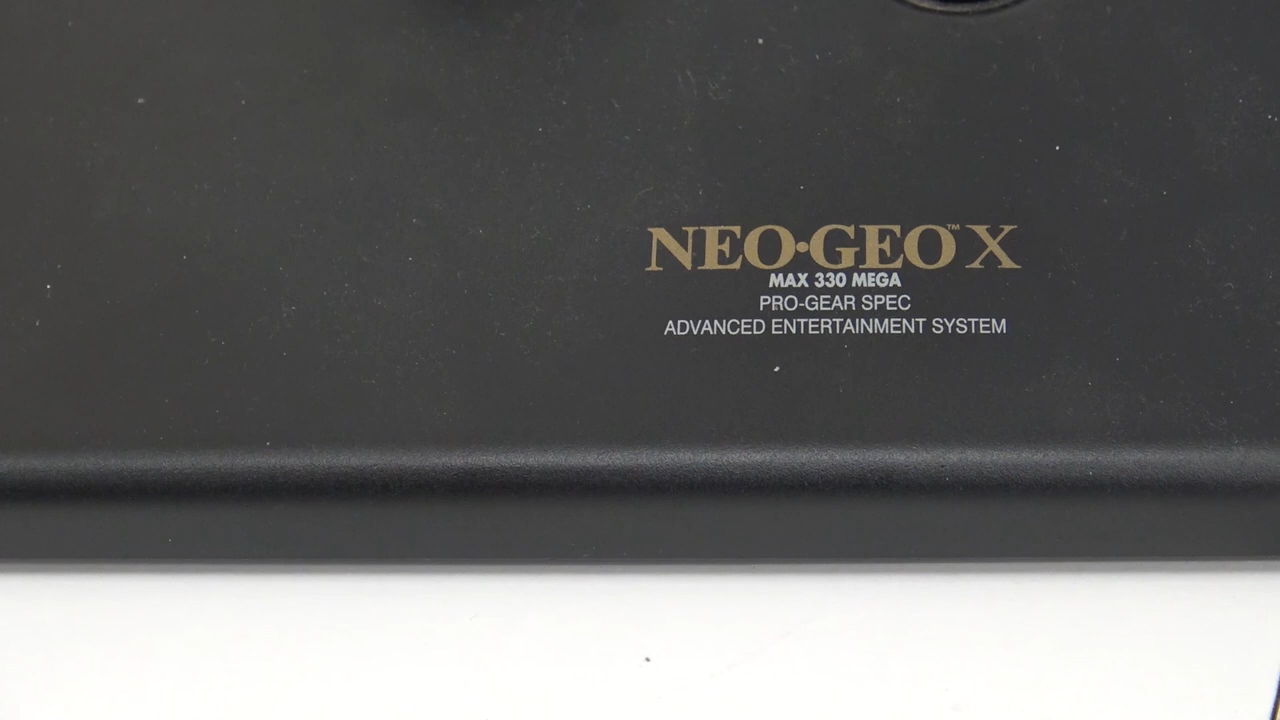 NEO•GEO™ X
MAX 330 MEGA
PRO-GEAR SPEC
ADVANCED ENTERTAINMENT SYSTEM